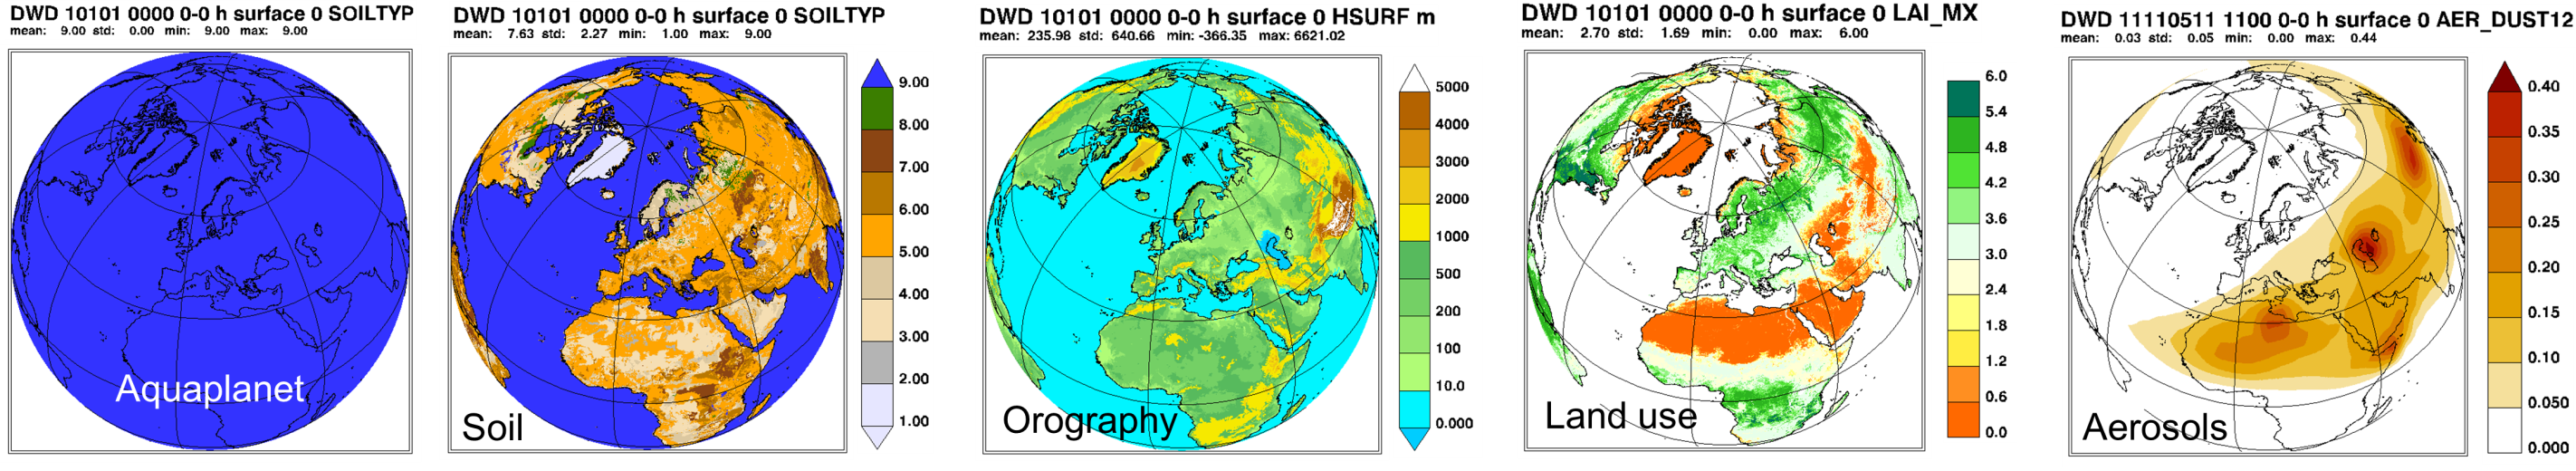 DWD 10101 0000 0-0 h surface 0 SOILTYP
mean: 9.00 std: 0.00 min: 9.00 max: 9.00
Aquaplanet
DWD 10101 0000 0-0 h surface 0 SOILTYP
mean: 7.63 std: 2.27 min: 1.00 max: 9.00
9.00
8.00
7.00
6.00
5.00
4.00
3.00
2.00
1.00
Soil
DWD 10101 0000 0-0 h surface 0 HSURF m
mean: 235.98 std: 640.66 min: -366.35 max: 6621.02
5000
4000
3000
2000
1000
500
200
100
10.0
0.000
Orography
DWD 10101 0000 0-0 h surface 0 LAI_MX
mean: 2.70 std: 1.69 min: 0.00 max: 6.00
6.0
5.4
4.8
4.2
3.6
3.0
2.4
1.8
1.2
0.6
0.0
Land use
DWD 11110511 1100 0-0 h surface 0 AER_DUST12
mean: 0.03 std: 0.05 min: 0.00 max: 0.44
0.40
0.35
0.30
0.25
0.20
0.15
0.10
0.050
0.000
Aerosols